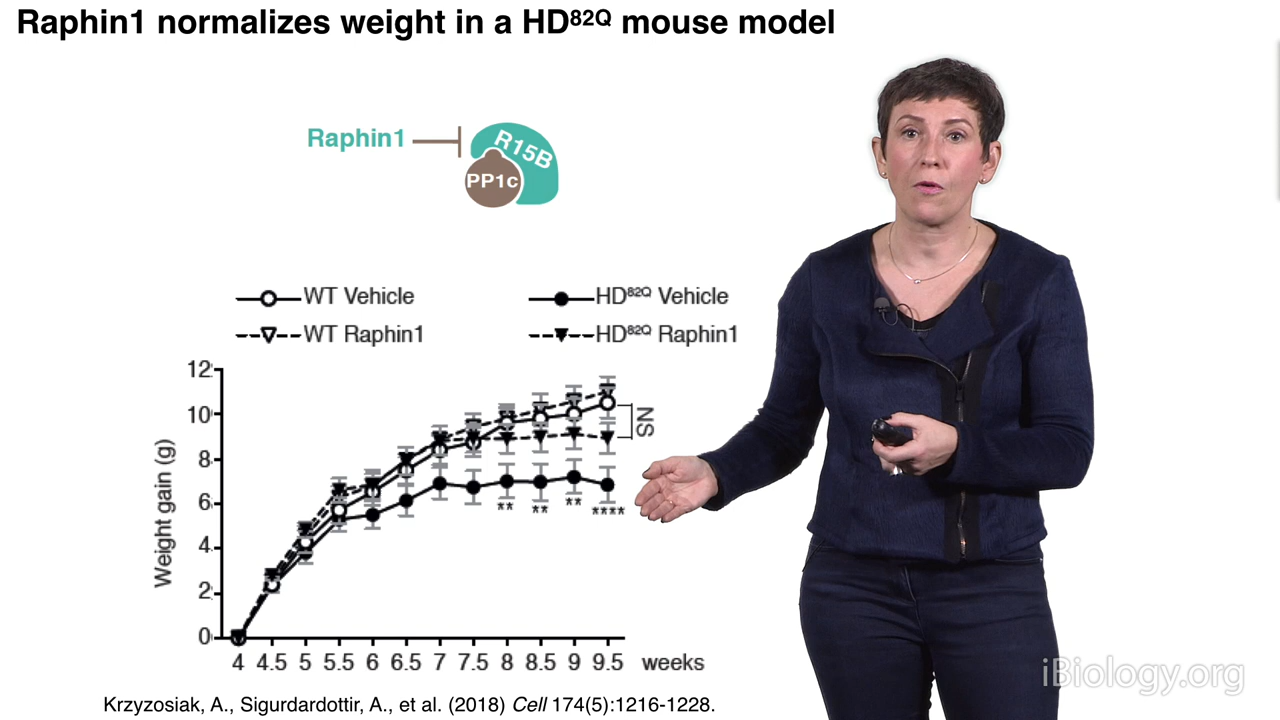 Raphin1 normalizes weight in a HD82Q mouse model
Raphin1
R15B
PP1c
WT Vehicle
HD82Q Vehicle
WT Raphin1
HD82Q Raphin1
Weight gain (g)
12
10
8
6
4
2
0
NS
** ** ** ****
4 4.5 5 5.5 6 6.5 7 7.5 8 8.5 9 9.5 weeks
Krzyzosiak, A., Sigurdardottir, A., et al. (2018) Cell 174(5):1216-1228.
iBiology.org